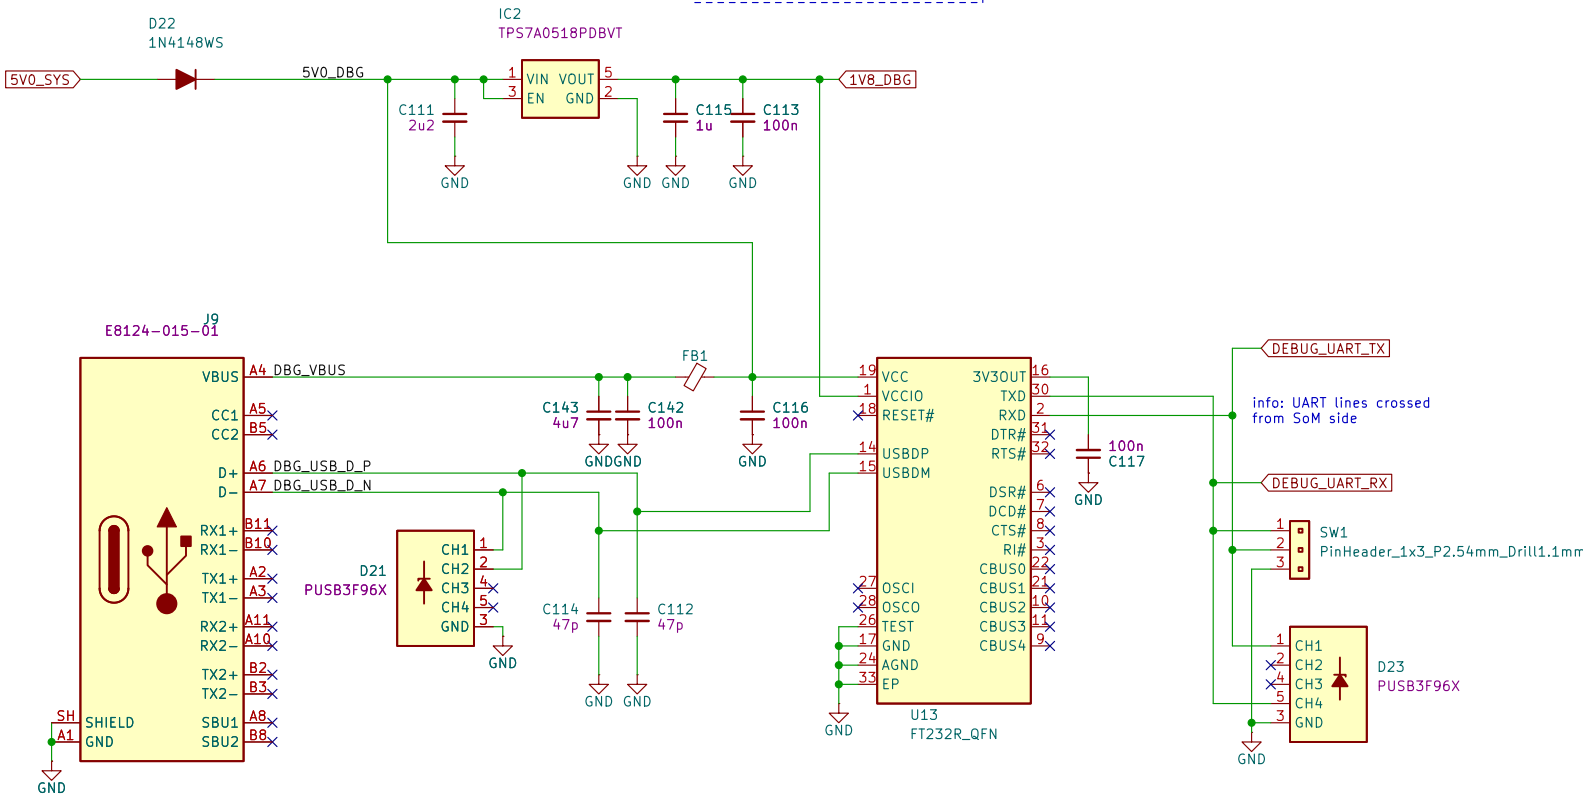 D22
1N4148WS
5V0_SYS
5V0_DBG
IC2
TPS7A0518PDBVT
1 VIN VOUT 5
3 EN GND 2
1V8_DBG
C111
2u2
C115
1u
C113
100n
GND
GND
GND
GND
J9
E8124-015-01
VBUS A4 DBG_VBUS
CC1 A5
CC2 B5
D+ A6 DBG_USB_D_P
D- A7 DBG_USB_D_N
RX1+ B11
RX1- B10
TX1+ A2
TX1- A3
RX2+ A11
RX2- A10
TX2+ B2
TX2- B3
SH SHIELD SBU1 A8
A1 GND SBU2 B8
GND
FB1
C143
4u7
C142
100n
C116
100n
GND
GND
GND
D21
PUSB3F96X
CH1 1
CH2 2
CH3 4
CH4 5
GND 3
GND
C114
47p
C112
47p
GND
GND
19 VCC 3V3OUT 16
1 VCCIO TXD 30
18 RESET# RXD 2
DTR# 31
14 USBDP RTS# 32
15 USBDM
DSR# 6
DCD# 7
CTS# 8
RI# 3
CBUS0 22
27 OSCI CBUS1 21
28 OSCO CBUS2 10
26 TEST CBUS3 11
17 GND CBUS4 9
24 AGND
33 EP
GND
U13
FT232R_QFN
100n
C117
GND
DEBUG_UART_TX
info: UART lines crossed
from SoM side
DEBUG_UART_RX
1
2
3
SW1
PinHeader_1x3_P2.54mm_Drill1.1mm
1 CH1
2 CH2
4 CH3
5 CH4
3 GND
D23
PUSB3F96X
GND